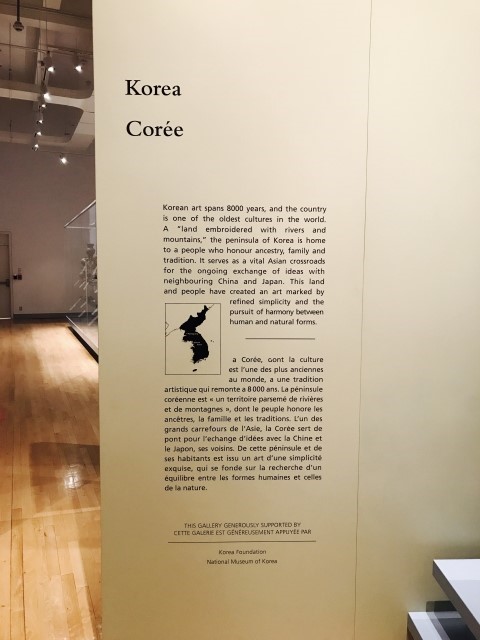 Korea
Corée
Korean art spans 8000 years, and the country
is one of the oldest cultures in the world.
A "land embroidered with rivers and
mountains," the peninsula of Korea is home
to a people who honour ancestry, family and
tradition. It serves as a vital Asian crossroads
for the ongoing exchange of ideas with
neighbouring China and Japan. This land
and people have created an art marked by
refined simplicity and the
pursuit of harmony between
human and natural forms.
a Corée, dont la culture
est l'une des plus anciennes
au monde, a une tradition
artistique qui remonte a 8 000 ans. La péninsule
coréenne est « un territoire parsemé de rivières
et de montagnes », dont le peuple honore les
ancêtres, la famille et les traditions. L'un des
grands carrefours de l'Asie, la Corée sert de
pont pour l'echange d'idées avec la Chine et
le Japon, ses voisins. De cette péninsule et de
ses habitants est issu un art d'une simplicité
exquise, qui se fonde sur la recherche d'un
équilibre entre les formes humaines et celles
de la nature.
THIS GALLERY GENEROUSLY SUPPORTED BY
CETTE GALERIE EST GÉNÉREUSEMENT APPUYÉE PAR
Korea Foundation
National Museum of Korea